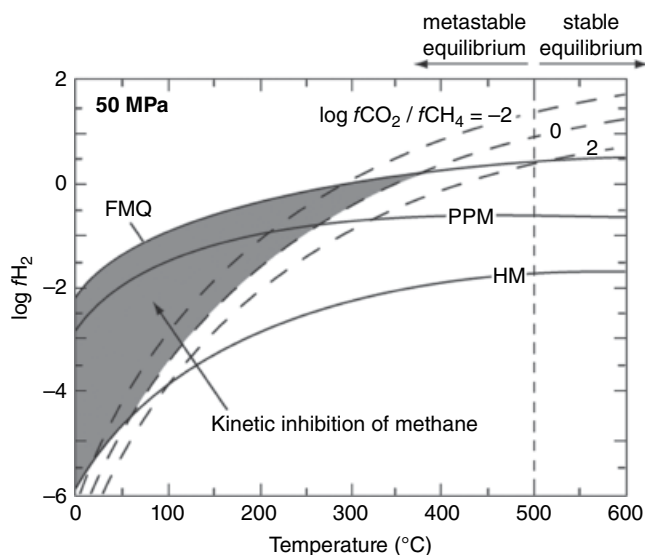 metastable equilibrium
stable equilibrium
2
50 MPa
log fCO₂ / fCH₄ = –2
0
2
0
FMQ
PPM
–2
HM
log fH₂
–4
Kinetic inhibition of methane
–6
0
100
200
300
400
500
600
Temperature (°C)